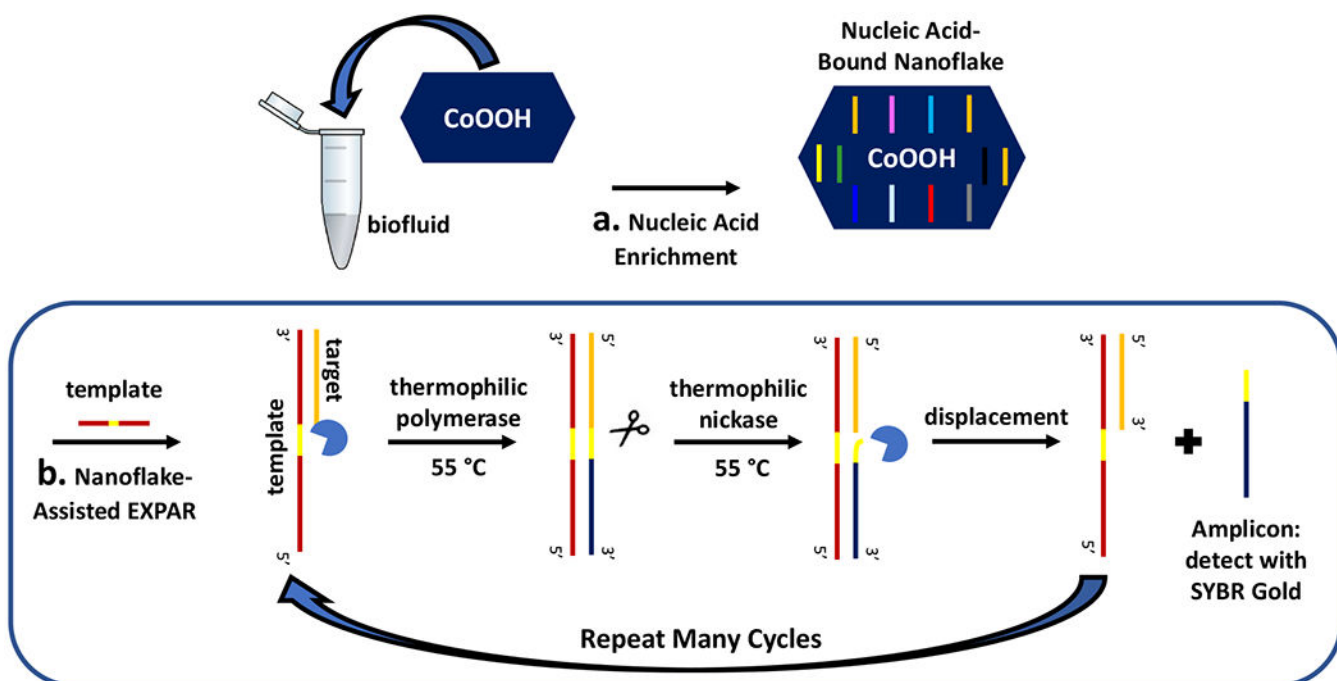 CoOOH
biofluid
a. Nucleic Acid
Enrichment
Nucleic Acid-
Bound Nanoflake
CoOOH
template
b. Nanoflake-
Assisted EXPAR
3’
target
template
5’
thermophilic
polymerase
55 °C
3’
5’
5’
3’
thermophilic
nickase
55 °C
3’
5’
5’
3’
displacement
3’
3’
5’
Amplicon:
detect with
SYBR Gold
Repeat Many Cycles